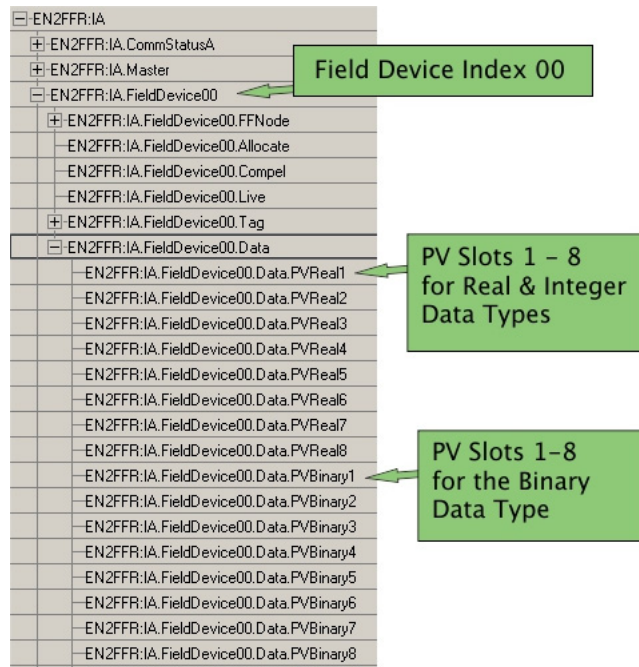 EN2FFR:IA
EN2FFR:IA.CommStatusA
EN2FFR:IA.Master
EN2FFR:IA.FieldDevice00
Field Device Index 00
EN2FFR:IA.FieldDevice00.FFNode
EN2FFR:IA.FieldDevice00.Allocate
EN2FFR:IA.FieldDevice00.Compel
EN2FFR:IA.FieldDevice00.Live
EN2FFR:IA.FieldDevice00.Tag
EN2FFR:IA.FieldDevice00.Data
EN2FFR:IA.FieldDevice00.Data.PVReal1
EN2FFR:IA.FieldDevice00.Data.PVReal2
EN2FFR:IA.FieldDevice00.Data.PVReal3
EN2FFR:IA.FieldDevice00.Data.PVReal4
EN2FFR:IA.FieldDevice00.Data.PVReal5
EN2FFR:IA.FieldDevice00.Data.PVReal6
EN2FFR:IA.FieldDevice00.Data.PVReal7
EN2FFR:IA.FieldDevice00.Data.PVReal8
PV Slots 1 – 8
for Real & Integer
Data Types
EN2FFR:IA.FieldDevice00.Data.PVBinary1
EN2FFR:IA.FieldDevice00.Data.PVBinary2
EN2FFR:IA.FieldDevice00.Data.PVBinary3
EN2FFR:IA.FieldDevice00.Data.PVBinary4
EN2FFR:IA.FieldDevice00.Data.PVBinary5
EN2FFR:IA.FieldDevice00.Data.PVBinary6
EN2FFR:IA.FieldDevice00.Data.PVBinary7
EN2FFR:IA.FieldDevice00.Data.PVBinary8
PV Slots 1–8
for the Binary
Data Type